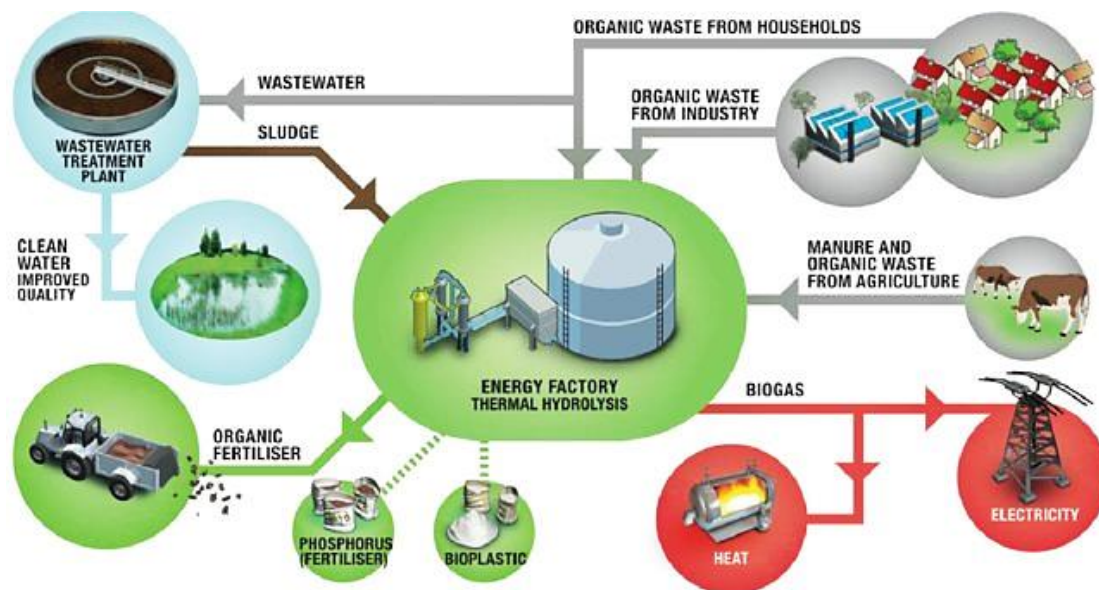 ORGANIC WASTE FROM HOUSEHOLDS
WASTEWATER
ORGANIC WASTE
FROM INDUSTRY
SLUDGE
WASTEWATER
TREATMENT
PLANT
CLEAN
WATER
IMPROVED
QUALITY
MANURE AND
ORGANIC WASTE
FROM AGRICULTURE
ENERGY FACTORY
THERMAL HYDROLYSIS
BIOGAS
ORGANIC
FERTILISER
PHOSPHORUS
(FERTILISER)
BIOPLASTIC
HEAT
ELECTRICITY